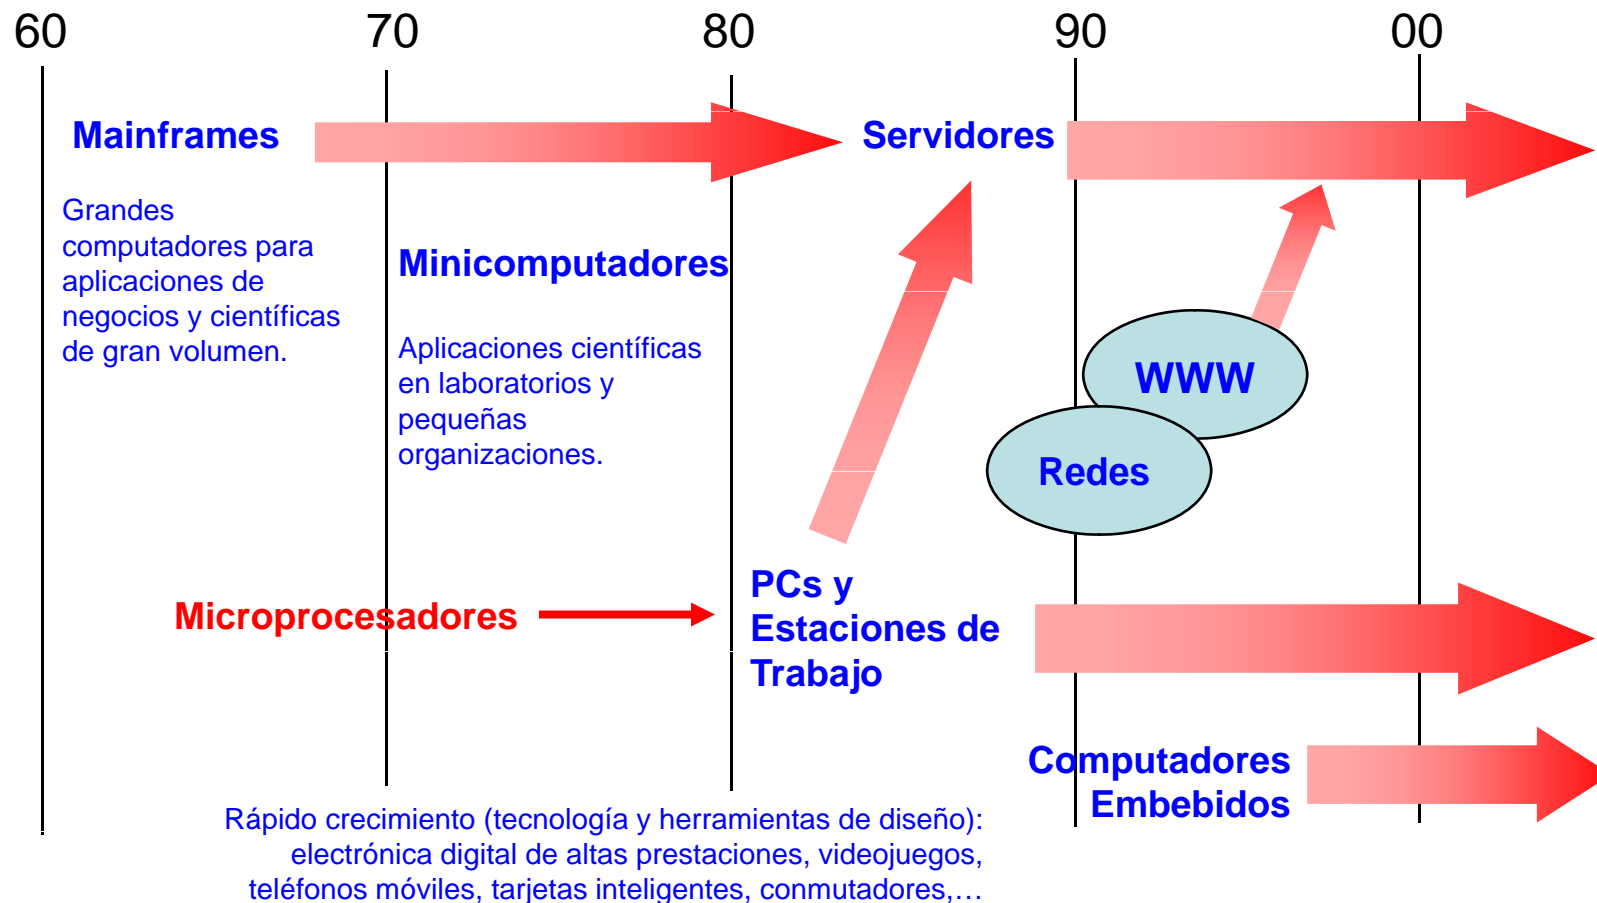 60
70
80
90
00
Mainframes
Servidores
Grandes
computadores para
aplicaciones de
negocios y científicas
de gran volumen.
Minicomputadores
Aplicaciones científicas
en laboratorios y
pequeñas
organizaciones.
WWW
Redes
Microprocesadores
PCs y
Estaciones de
Trabajo
Computadores
Embebidos
Rápido crecimiento (tecnología y herramientas de diseño):
electrónica digital de altas prestaciones, videojuegos,
teléfonos móviles, tarjetas inteligentes, conmutadores,…